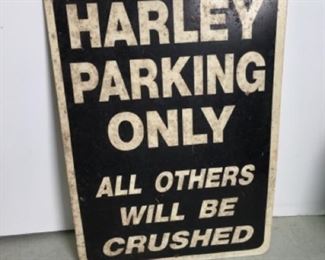 HARLEY
PARKING
ONLY
ALL OTHERS
WILL BE
CRUSHED